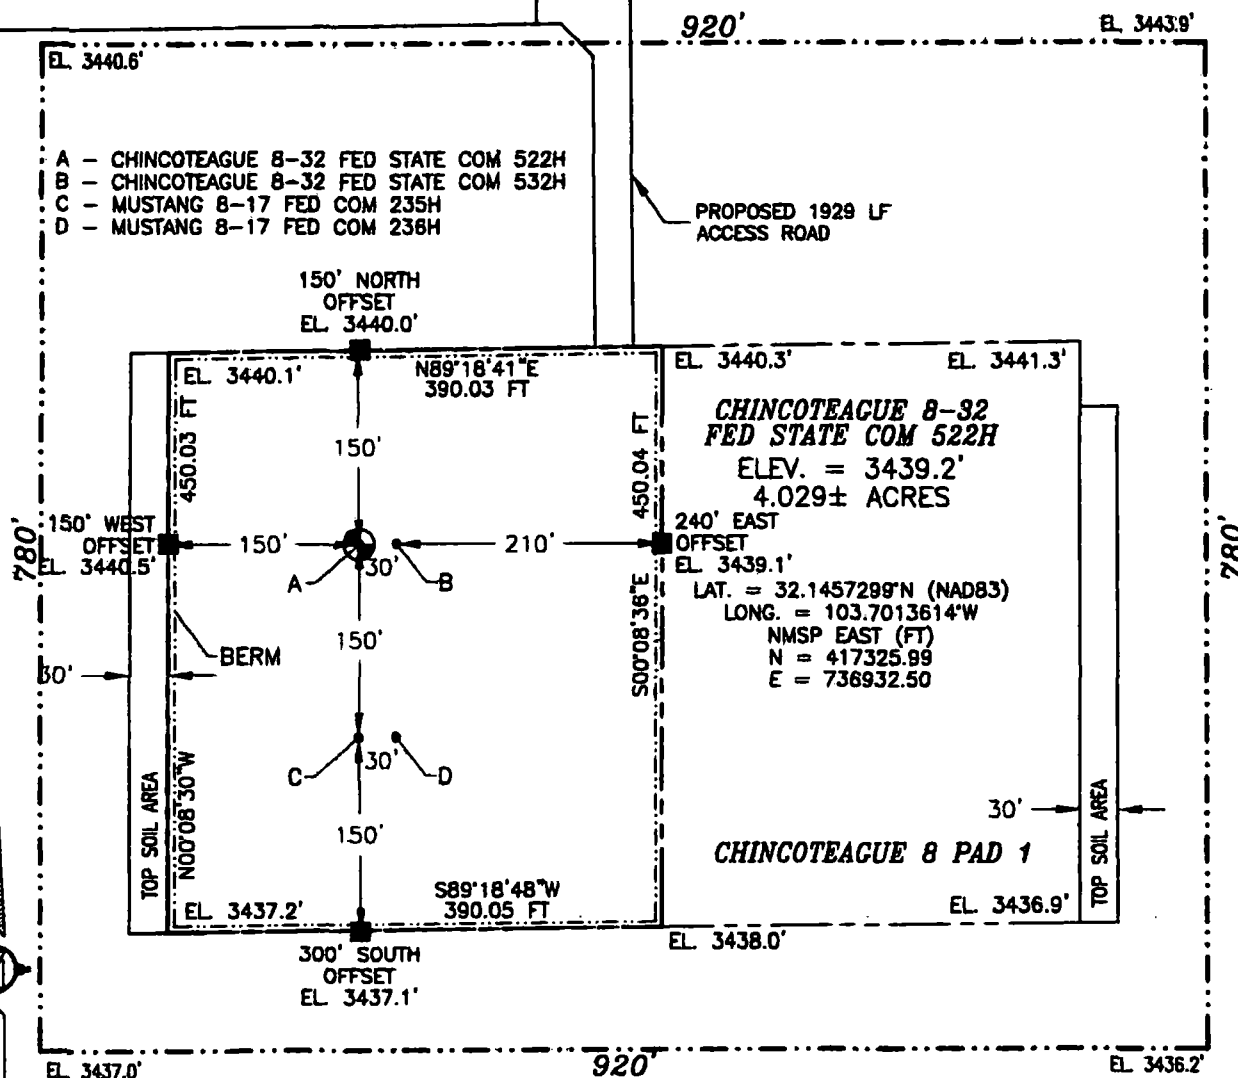 920'
EL. 3443.9'
EL. 3440.6'
A - CHINCOTEAGUE 8-32 FED STATE COM 522H
B - CHINCOTEAGUE 8-32 FED STATE COM 532H
C - MUSTANG 8-17 FED COM 235H
D - MUSTANG 8-17 FED COM 236H
PROPOSED 1929 LF
ACCESS ROAD
150' NORTH
OFFSET
EL. 3440.0'
EL. 3440.1'
N89°18'41"E
390.03 FT
EL. 3440.3'
EL. 3441.3'
450.03 FT
450.04 FT
150'
CHINCOTEAGUE 8-32
FED STATE COM 522H
ELEV. = 3439.2'
4.029± ACRES
780'
150' WEST
OFFSET
EL. 3440.5'
150'
210'
240' EAST
OFFSET
EL. 3439.1'
780'
A
30'
B
LAT. = 32.1457299°N (NAD83)
LONG. = 103.7013614°W
NMSP EAST (FT)
N = 417325.99
E = 736932.50
150'
S00°08'36"E
BERM
30'
C
30'
D
N00°08'30"W
TOP SOIL AREA
150'
30'
TOP SOIL AREA
CHINCOTEAGUE 8 PAD 1
S89°18'48"W
390.05 FT
EL. 3437.2'
EL. 3436.9'
EL. 3438.0'
300' SOUTH
OFFSET
EL. 3437.1'
EL. 3437.0'
920'
EL. 3436.2'